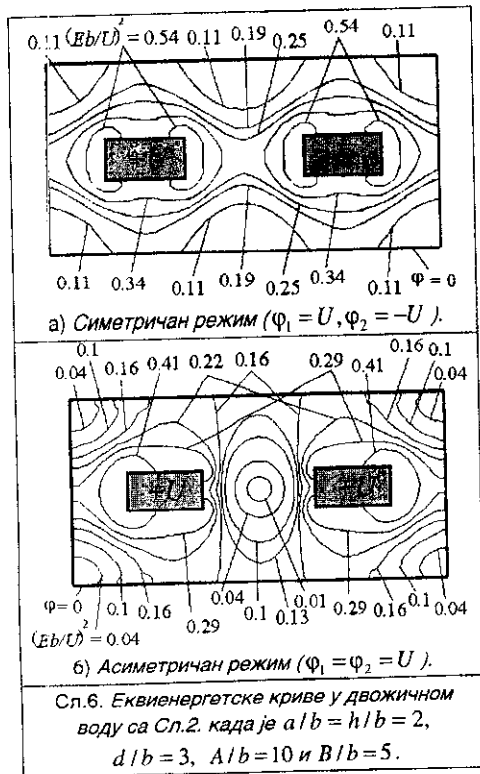 0.11 (Eb/U)² = 0.54 0.11 0.19 0.25 0.54 0.11
0.11 0.34 0.11 0.19 0.25 0.34 0.11 φ = 0
а) Симетричан режим (φ₁ = U, φ₂ = -U).
0.04 0.1 0.16 0.41 0.22 0.16 0.29 0.41 0.16 0.1 0.04
+U +U
φ=0 0.1 0.16 0.29 0.04 0.1 0.13 0.01 0.29 0.16 0.1 0.04
(Eb/U)² = 0.04
б) Асиметричан режим (φ₁ = φ₂ = U).
Сл.6. Еквиенергетске криве у двожичном
воду са Сл.2. када је a/b = h/b = 2,
d/b = 3, A/b = 10 и B/b = 5.